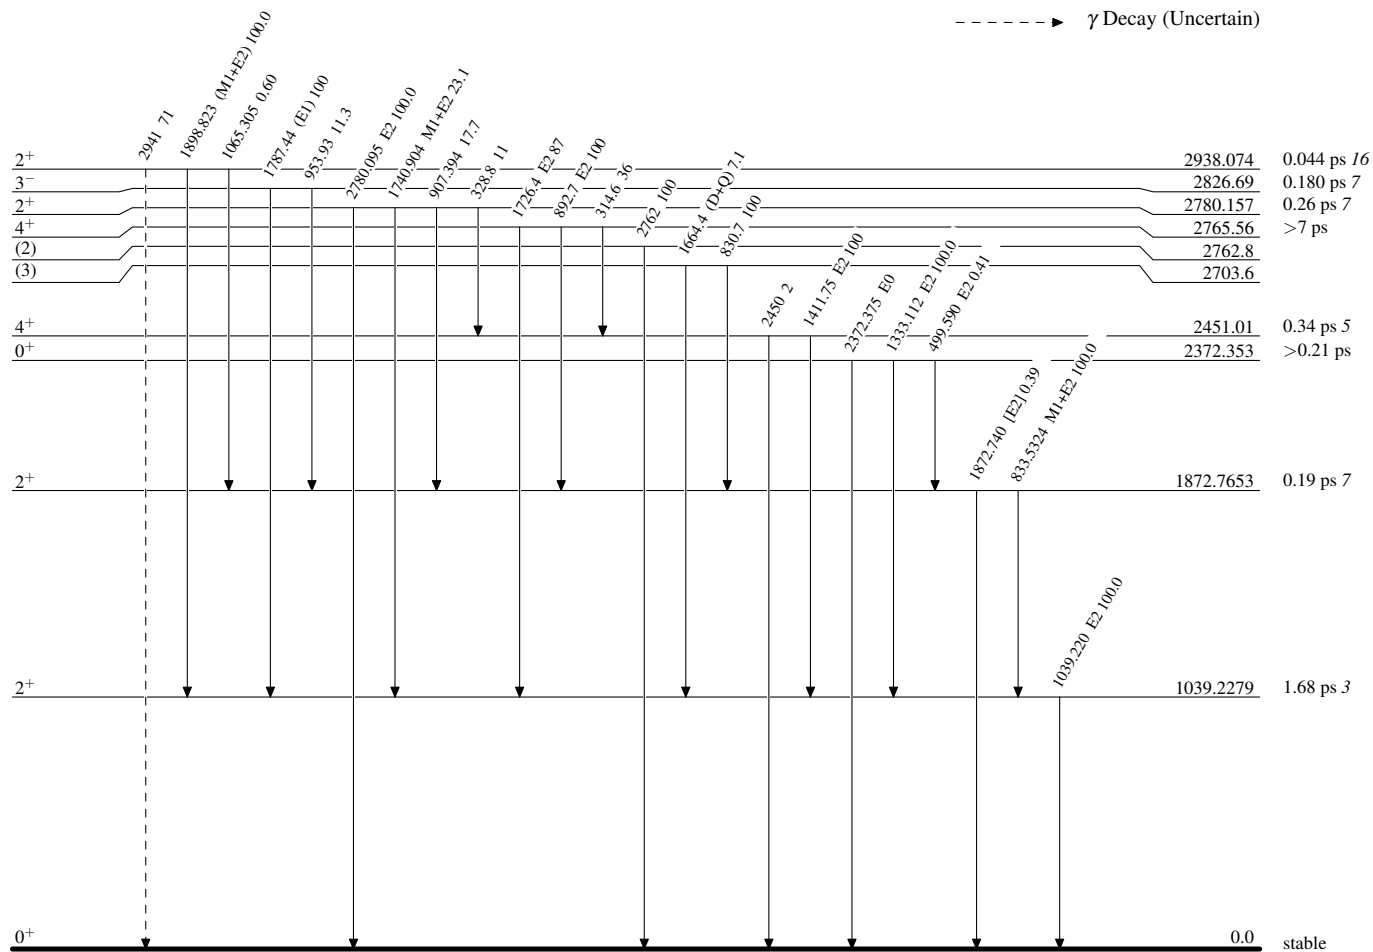 γ Decay (Uncertain)
2941 71
1898.823 (M1+E2) 100.0
1065.305 0.60
1787.44 (E1) 100
953.93 11.3
2780.095 E2 100.0
1740.904 M1+E2 23.1
907.394 17.7
328.8 11
1726.4 E2 87
892.7 E2 100
314.6 36
2762 100
1664.4 (D+Q) 7.1
830.7 100
2450 2
1411.75 E2 100
2372.375 E0
1333.112 E2 100.0
499.590 E2 0.41
1872.740 [E2] 0.39
833.5324 M1+E2 100.0
1039.220 E2 100.0
2⁺ 2938.074 0.044 ps 16
3⁻ 2826.69 0.180 ps 7
2⁺ 2780.157 0.26 ps 7
4⁺ 2765.56 >7 ps
(2) 2762.8
(3) 2703.6
4⁺ 2451.01 0.34 ps 5
0⁺ 2372.353 >0.21 ps
2⁺ 1872.7653 0.19 ps 7
2⁺ 1039.2279 1.68 ps 3
0⁺ 0.0 stable